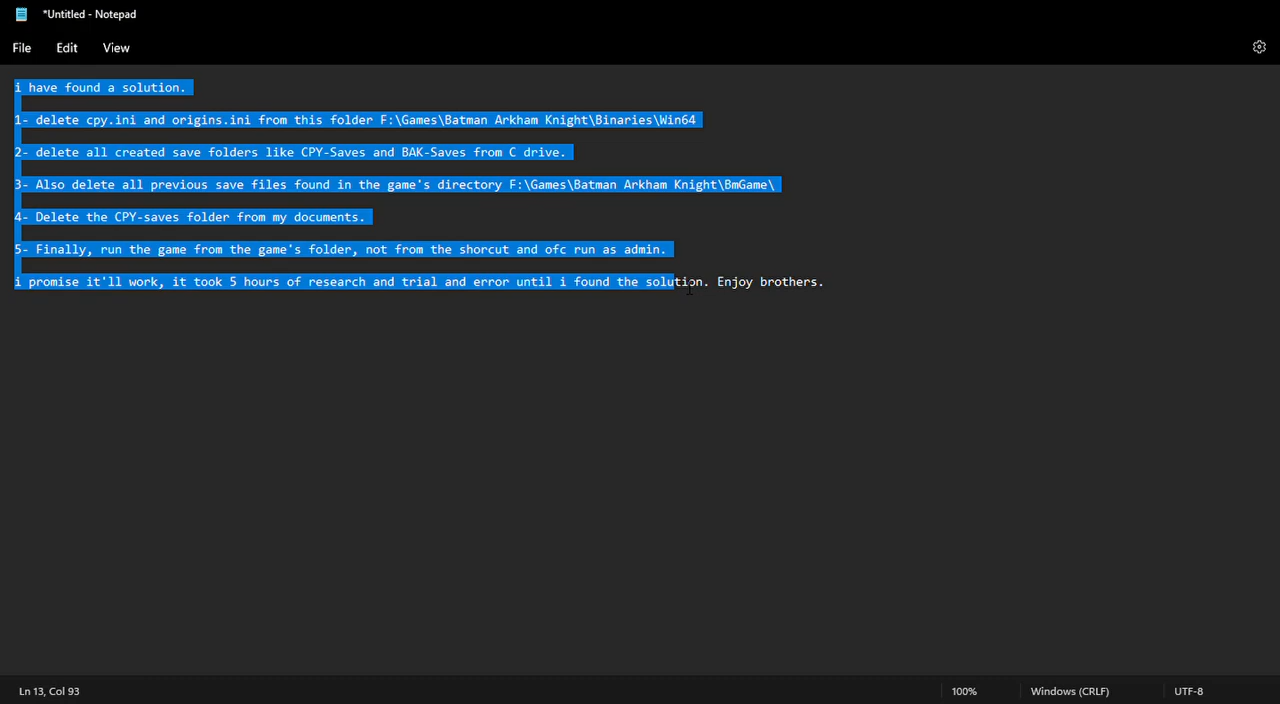 *Untitled - Notepad
File Edit View
i have found a solution.
1- delete cpy.ini and origins.ini from this folder F:\Games\Batman Arkham Knight\Binaries\Win64
2- delete all created save folders like CPY-Saves and BAK-Saves from C drive.
3- Also delete all previous save files found in the game's directory F:\Games\Batman Arkham Knight\BmGame\
4- Delete the CPY-saves folder from my documents.
5- Finally, run the game from the game's folder, not from the shorcut and ofc run as admin.
i promise it'll work, it took 5 hours of research and trial and error until i found the solution. Enjoy brothers.
Ln 13, Col 93 100% Windows (CRLF) UTF-8